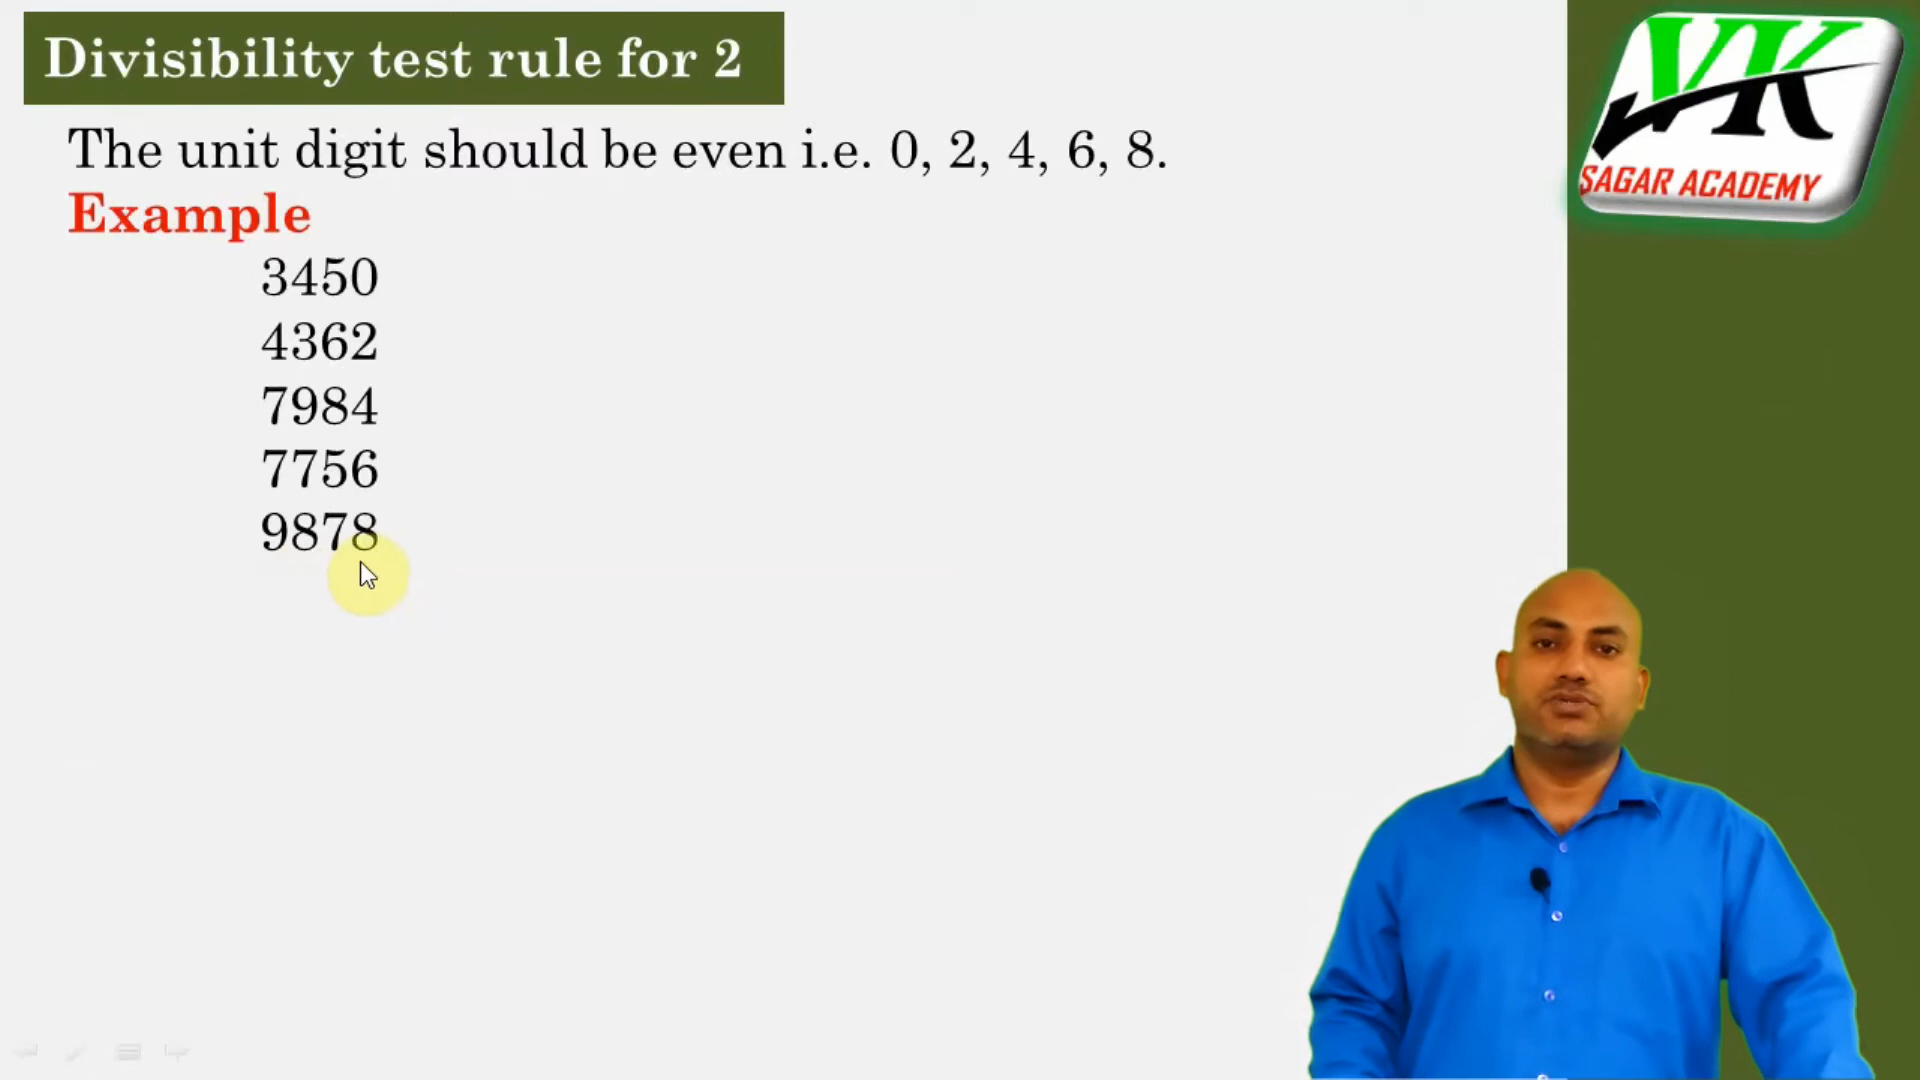 Divisibility test rule for 2
The unit digit should be even i.e. 0, 2, 4, 6, 8.
Example
3450
4362
7984
7756
9878
VK
SAGAR ACADEMY